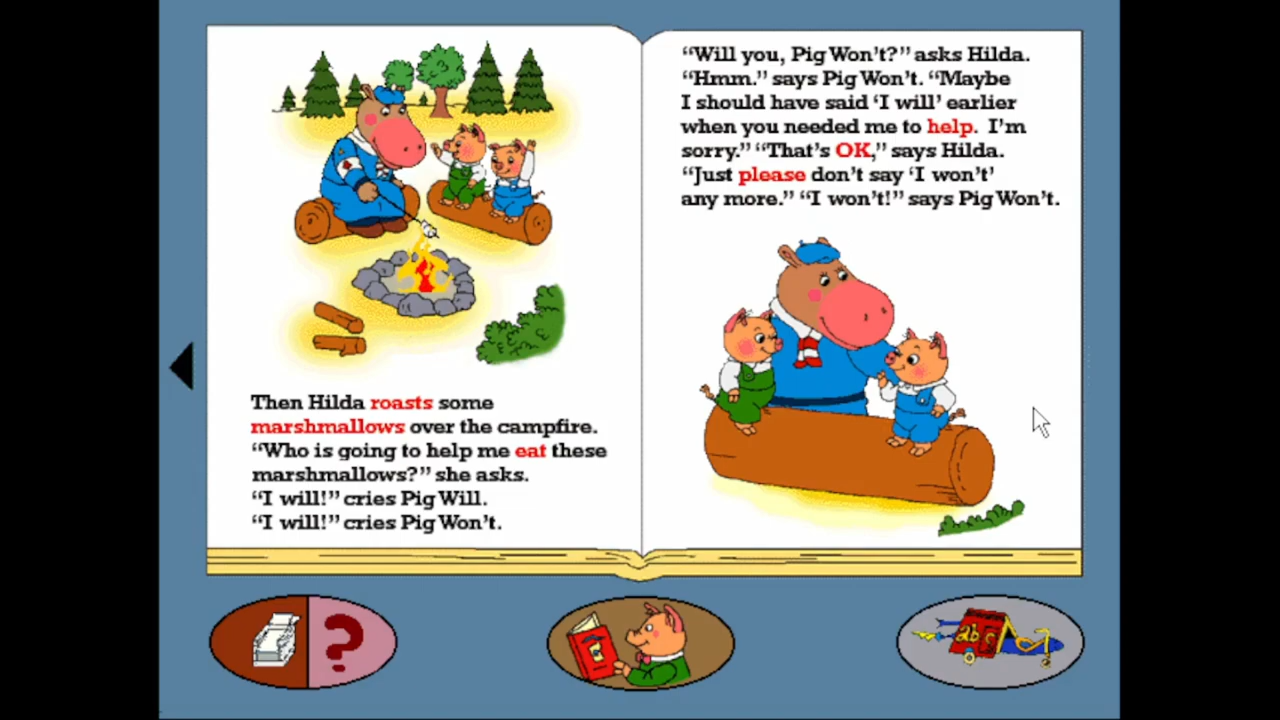 Then Hilda roasts some
marshmallows over the campfire.
“Who is going to help me eat these
marshmallows?” she asks.
“I will!” cries Pig Will.
“I will!” cries Pig Won’t.
“Will you, Pig Won’t?” asks Hilda.
“Hmm.” says Pig Won’t. “Maybe
I should have said ‘I will’ earlier
when you needed me to help. I’m
sorry.” “That’s OK,” says Hilda.
“Just please don’t say ‘I won’t’
any more.” “I won’t!” says Pig Won’t.
?
abc